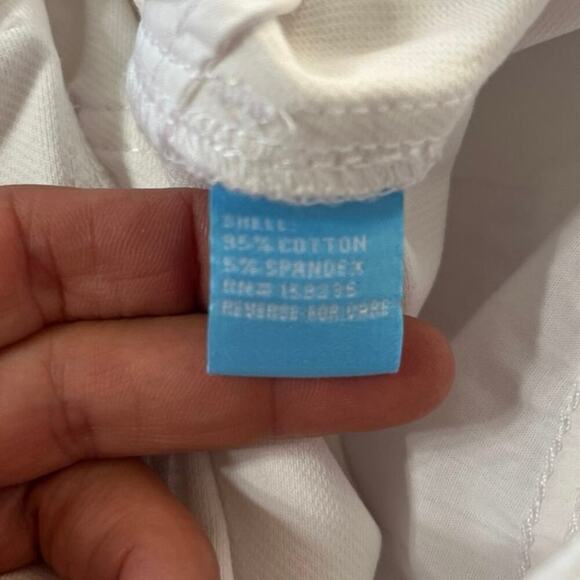 SHELL:
95% COTTON
5% SPANDEX
RN#
REVERSE FOR CARE